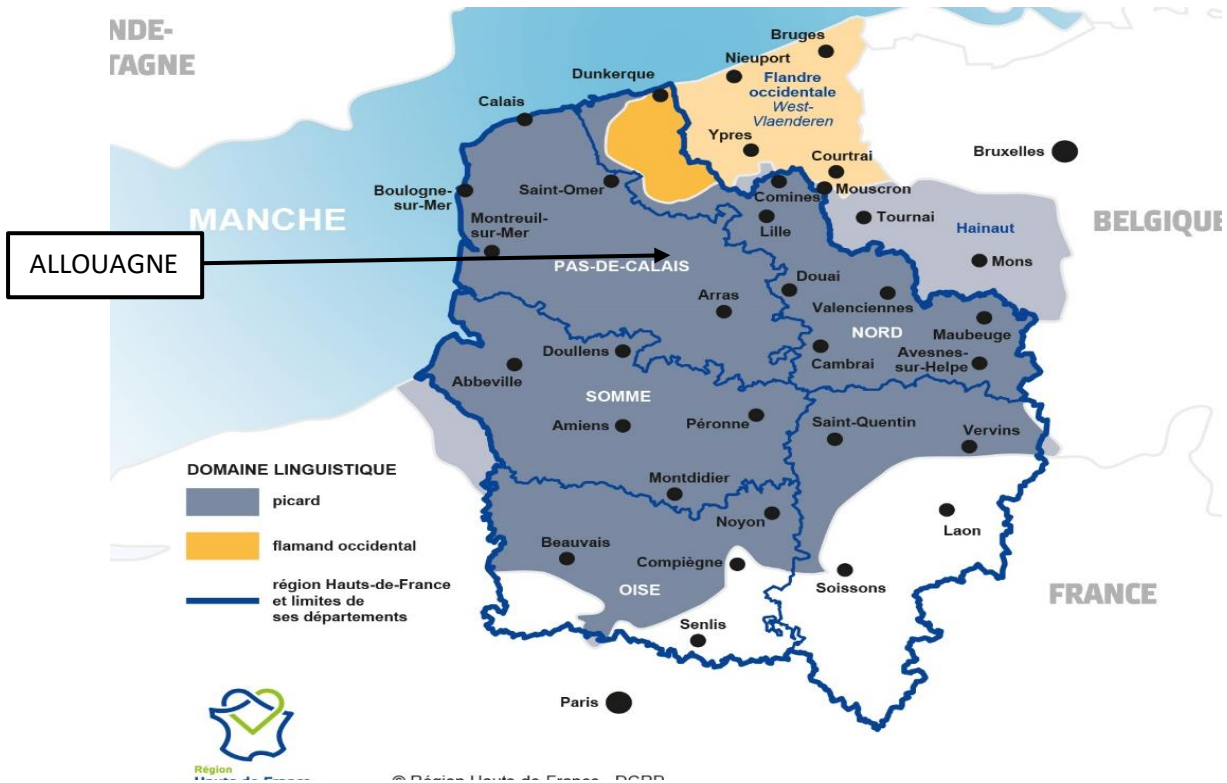 NDE-
TAGNE
Bruges
Nieuport
Dunkerque
Flandre
occidentale
West-
Vlaenderen
Calais
Ypres
Courtrai
Bruxelles
Boulogne-
sur-Mer
Saint-Omer
Comines
Mouscron
MANCHE
Montreuil-
sur-Mer
Lille
Tournai
Hainaut
BELGIQUE
ALLOUAGNE
PAS-DE-CALAIS
Mons
Douai
Arras
Valenciennes
NORD
Maubeuge
Doullens
Cambrai
Avesnes-
sur-Helpe
Abbeville
SOMME
Amiens
Péronne
Saint-Quentin
Vervins
DOMAINE LINGUISTIQUE
picard
Montdidier
Noyon
Laon
flamand occidental
Beauvais
Compiègne
Soissons
OISE
région Hauts-de-France
et limites de
ses départements
FRANCE
Senlis
Paris
Région
Hauts-de-France
© Région Hauts-de-France - DGPP